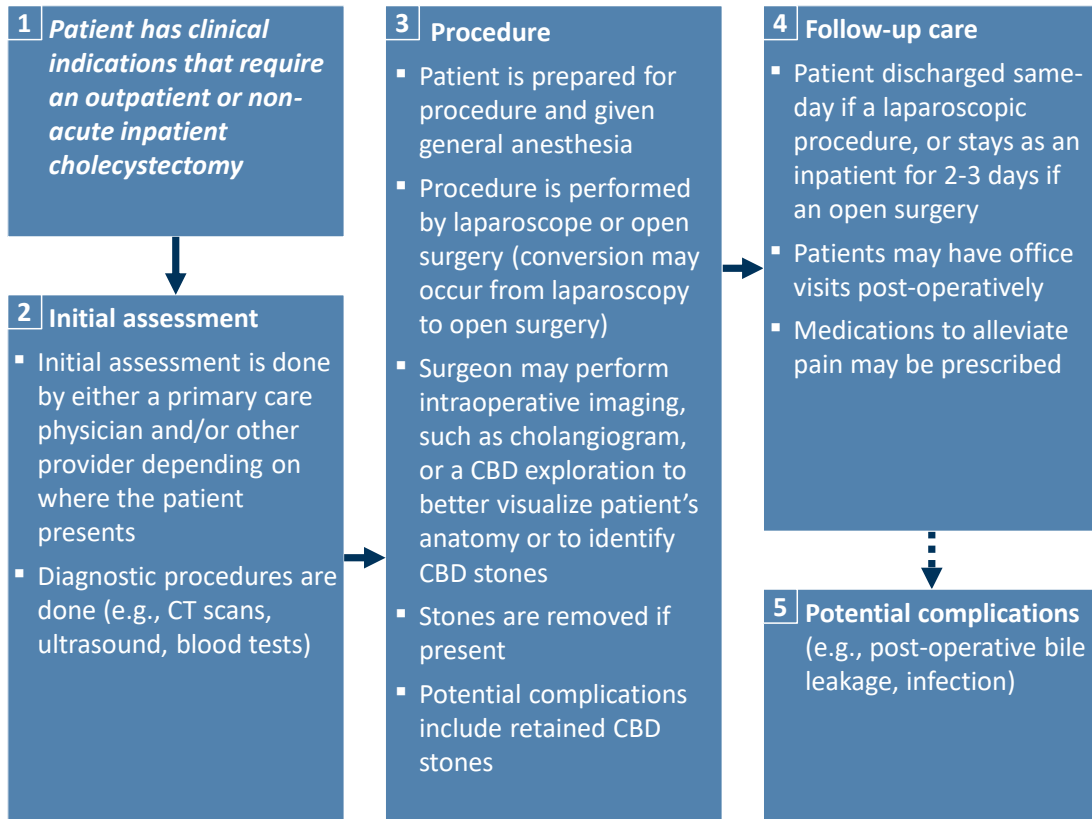 1 Patient has clinical
indications that require
an outpatient or non-
acute inpatient
cholecystectomy
2 Initial assessment
▪ Initial assessment is done
by either a primary care
physician and/or other
provider depending on
where the patient
presents
▪ Diagnostic procedures are
done (e.g., CT scans,
ultrasound, blood tests)
3 Procedure
▪ Patient is prepared for
procedure and given
general anesthesia
▪ Procedure is performed
by laparoscope or open
surgery (conversion may
occur from laparoscopy
to open surgery)
▪ Surgeon may perform
intraoperative imaging,
such as cholangiogram,
or a CBD exploration to
better visualize patient’s
anatomy or to identify
CBD stones
▪ Stones are removed if
present
▪ Potential complications
include retained CBD
stones
4 Follow-up care
▪ Patient discharged same-
day if a laparoscopic
procedure, or stays as an
inpatient for 2-3 days if
an open surgery
▪ Patients may have office
visits post-operatively
▪ Medications to alleviate
pain may be prescribed
5 Potential complications
(e.g., post-operative bile
leakage, infection)